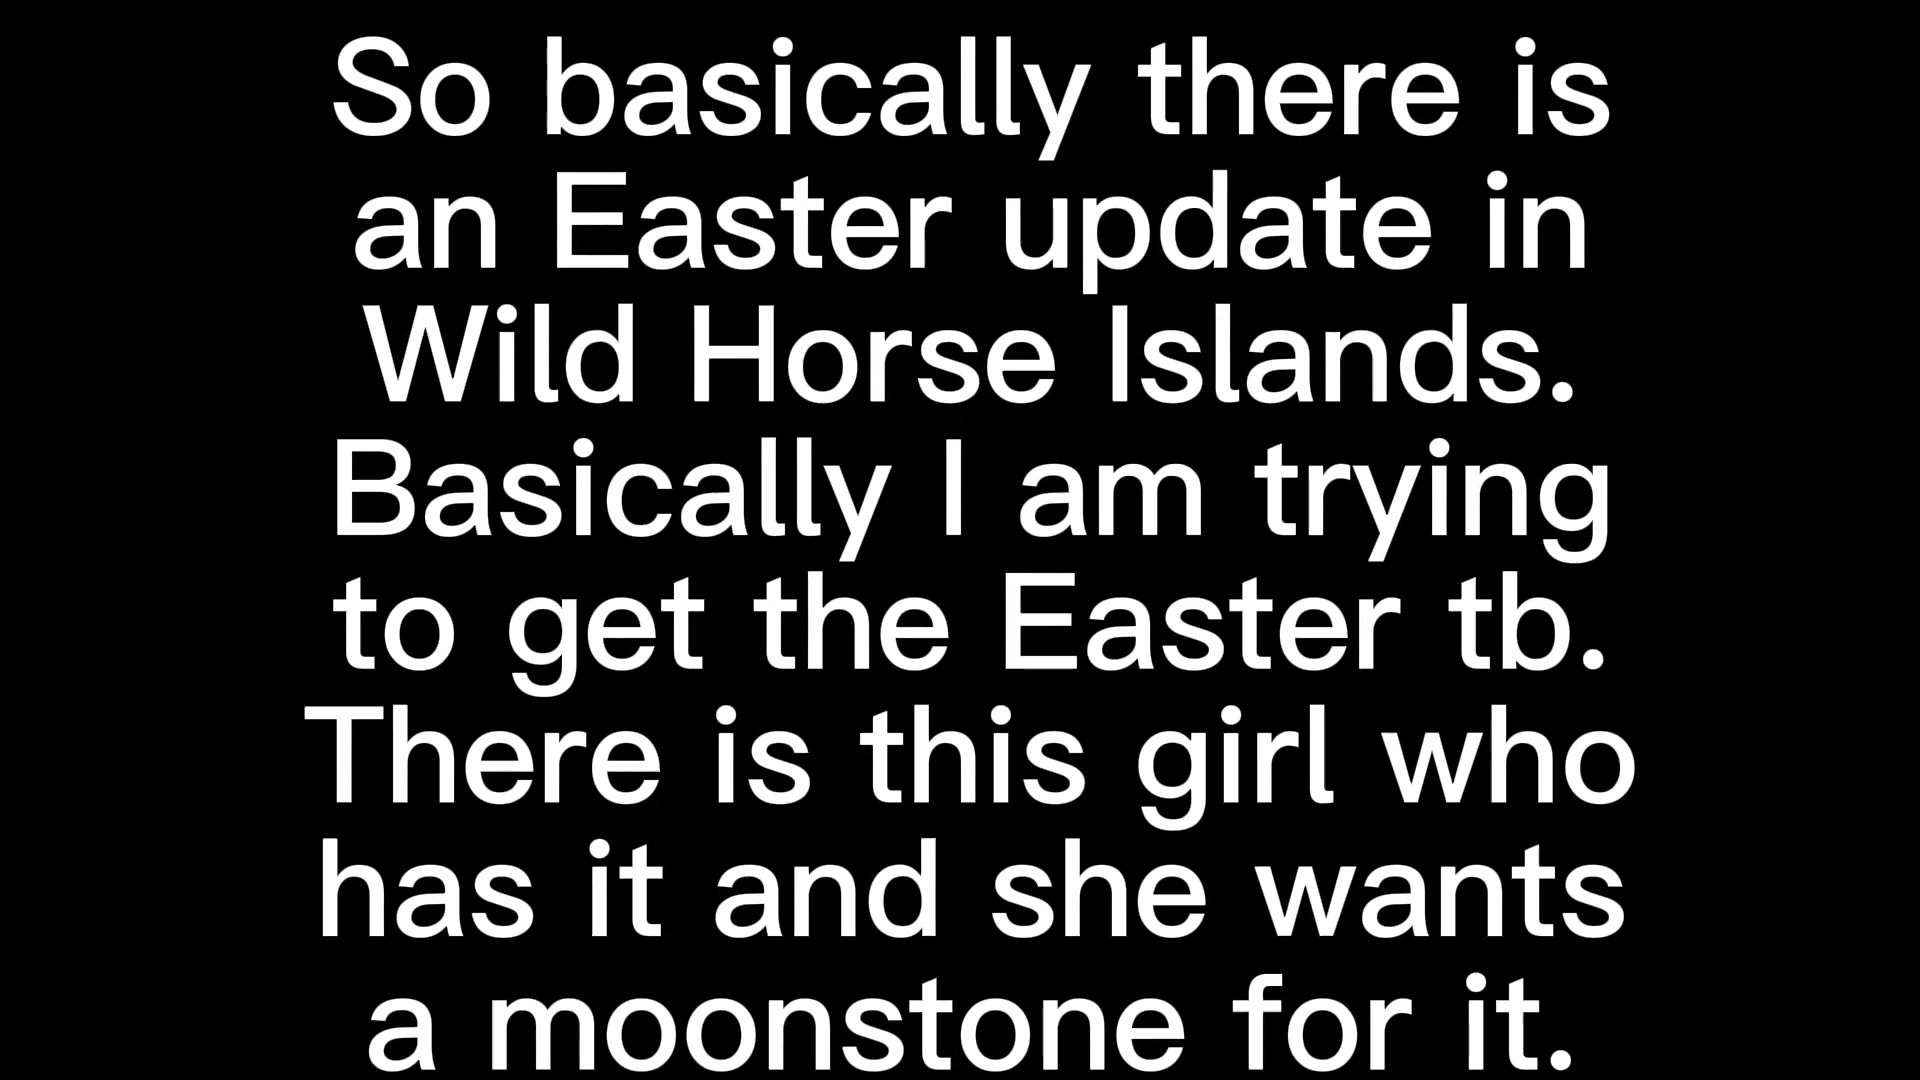 So basically there is
an Easter update in
Wild Horse Islands.
Basically I am trying
to get the Easter tb.
There is this girl who
has it and she wants
a moonstone for it.